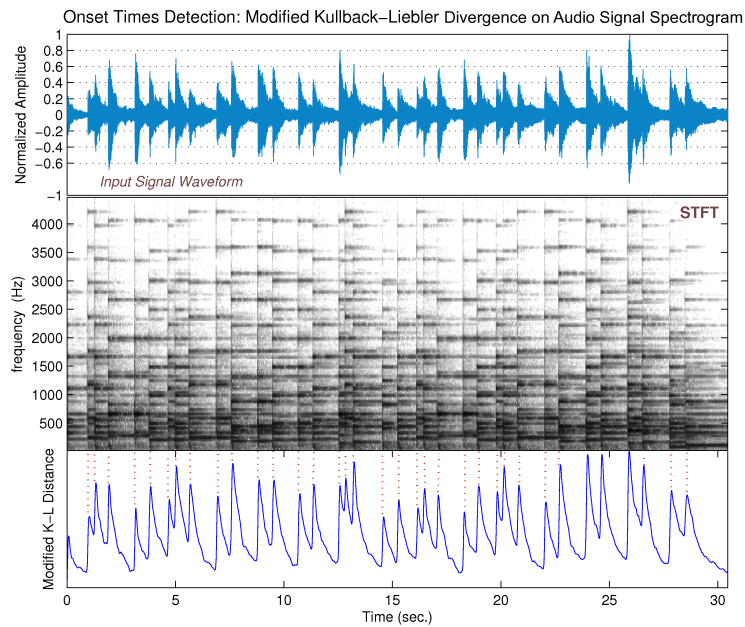 Onset Times Detection: Modified Kullback−Liebler Divergence on Audio Signal Spectrogram
Normalized Amplitude
1
0.8
0.6
0.4
0.2
0
−0.2
−0.4
−0.6
−1
Input Signal Waveform
STFT
frequency (Hz)
4000
3500
3000
2500
2000
1500
1000
500
Modified K−L Distance
0 5 10 15 20 25 30
Time (sec.)